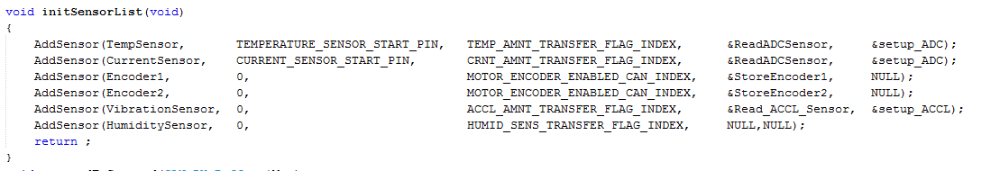 void initSensorList(void)
{
AddSensor(TempSensor, TEMPERATURE_SENSOR_START_PIN, TEMP_AMNT_TRANSFER_FLAG_INDEX, &ReadADCSensor, &setup_ADC);
AddSensor(CurrentSensor, CURRENT_SENSOR_START_PIN, CRNT_AMNT_TRANSFER_FLAG_INDEX, &ReadADCSensor, &setup_ADC);
AddSensor(Encoder1, 0, MOTOR_ENCODER_ENABLED_CAN_INDEX, &StoreEncoder1, NULL);
AddSensor(Encoder2, 0, MOTOR_ENCODER_ENABLED_CAN_INDEX, &StoreEncoder2, NULL);
AddSensor(VibrationSensor, 0, ACCL_AMNT_TRANSFER_FLAG_INDEX, &Read_ACCL_Sensor, &setup_ACCL);
AddSensor(HumiditySensor, 0, HUMID_SENS_TRANSFER_FLAG_INDEX, NULL,NULL);
return ;
}